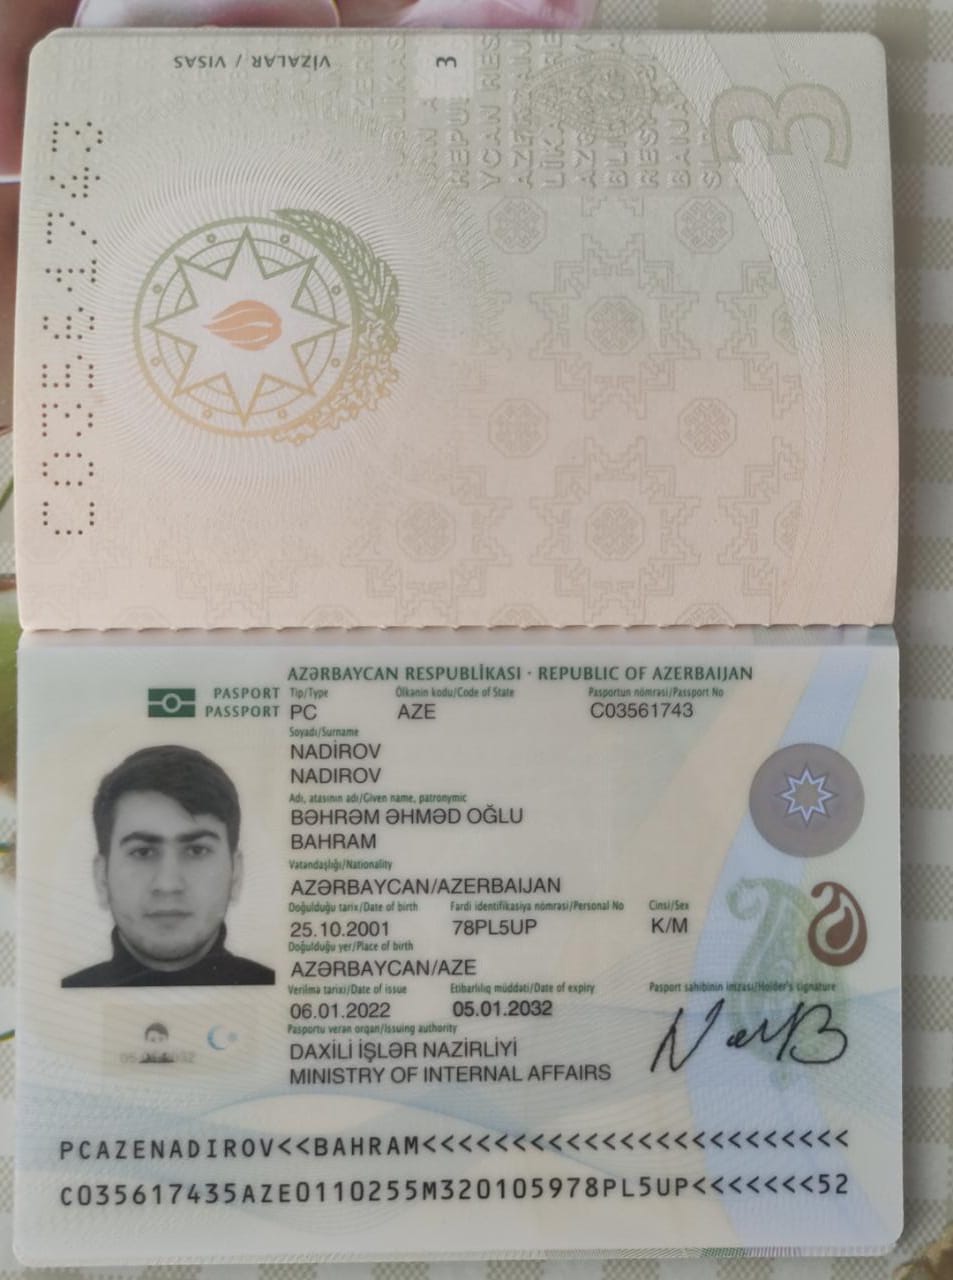 VİZALAR / VISAS
3
3
C03561743
AZƏRBAYCAN RESPUBLİKASI · REPUBLIC OF AZERBAIJAN
PASPORT
PASSPORT
Tip/Type
Ölkənin kodu/Code of State
Pasportun nömrəsi/Passport No
PC
AZE
C03561743
Soyadı/Surname
NADİROV
NADIROV
Adı, atasının adı/Given name, patronymic
BƏHRƏM ƏHMƏD OĞLU
BAHRAM
Vətəndaşlığı/Nationality
AZƏRBAYCAN/AZERBAIJAN
Doğulduğu tarix/Date of birth
Fərdi identifikasiya nömrəsi/Personal No
Cinsi/Sex
25.10.2001
78PL5UP
K/M
Doğulduğu yer/Place of birth
AZƏRBAYCAN/AZE
Verilmə tarixi/Date of issue
Etibarlılıq müddəti/Date of expiry
Pasport sahibinin imzası/Holder's signature
06.01.2022
05.01.2032
Pasportu verən orqan/Issuing authority
DAXİLİ İŞLƏR NAZİRLİYİ
MINISTRY OF INTERNAL AFFAIRS
PCAZENADIROV<<BAHRAM<<<<<<<<<<<<<<<<<<<<<<<<
C035617435AZE0110255M320105978PL5UP<<<<<<<52